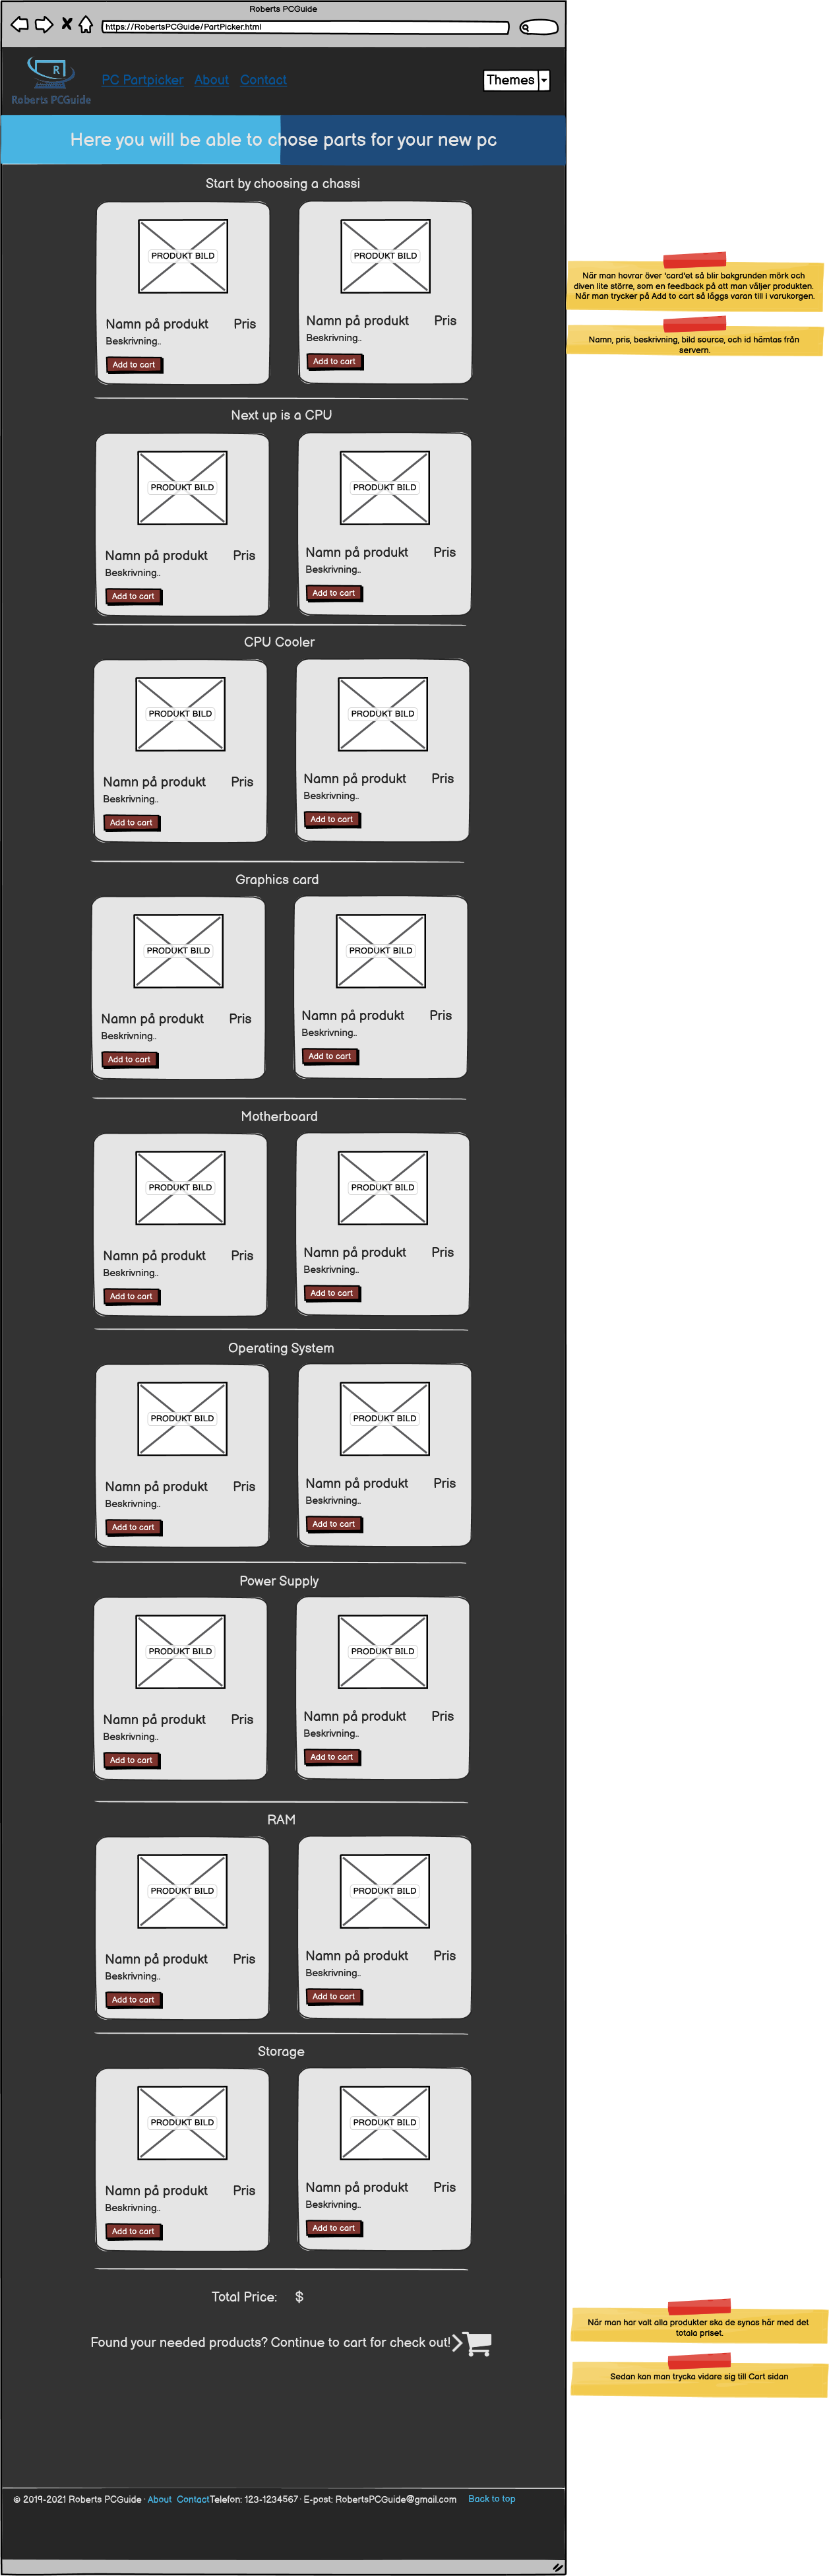 Roberts PCGuide
https://RobertsPCGuide/PartPicker.html
R
Roberts PCGuide
PC Partpicker About Contact
Themes
Here you will be able to chose parts for your new pc
Start by choosing a chassi
PRODUKT BILD PRODUKT BILD
Namn på produkt Pris Namn på produkt Pris
Beskrivning.. Beskrivning..
Add to cart Add to cart
När man hovrar över 'card'et så blir bakgrunden mörk och
diven lite större, som en feedback på att man väljer produkten.
När man trycker på Add to cart så läggs varan till i varukorgen.
Namn, pris, beskrivning, bild source, och id hämtas från
servern.
Next up is a CPU
PRODUKT BILD PRODUKT BILD
Namn på produkt Pris Namn på produkt Pris
Beskrivning.. Beskrivning..
Add to cart Add to cart
CPU Cooler
PRODUKT BILD PRODUKT BILD
Namn på produkt Pris Namn på produkt Pris
Beskrivning.. Beskrivning..
Add to cart Add to cart
Graphics card
PRODUKT BILD PRODUKT BILD
Namn på produkt Pris Namn på produkt Pris
Beskrivning.. Beskrivning..
Add to cart Add to cart
Motherboard
PRODUKT BILD PRODUKT BILD
Namn på produkt Pris Namn på produkt Pris
Beskrivning.. Beskrivning..
Add to cart Add to cart
Operating System
PRODUKT BILD PRODUKT BILD
Namn på produkt Pris Namn på produkt Pris
Beskrivning.. Beskrivning..
Add to cart Add to cart
Power Supply
PRODUKT BILD PRODUKT BILD
Namn på produkt Pris Namn på produkt Pris
Beskrivning.. Beskrivning..
Add to cart Add to cart
RAM
PRODUKT BILD PRODUKT BILD
Namn på produkt Pris Namn på produkt Pris
Beskrivning.. Beskrivning..
Add to cart Add to cart
Storage
PRODUKT BILD PRODUKT BILD
Namn på produkt Pris Namn på produkt Pris
Beskrivning.. Beskrivning..
Add to cart Add to cart
Total Price: $
Found your needed products? Continue to cart for check out!
När man har valt alla produkter ska de synas här med det
totala priset.
Sedan kan man trycka vidare sig till Cart sidan
© 2019-2021 Roberts PCGuide · About Contact Telefon: 123-1234567 · E-post: RobertsPCGuide@gmail.com Back to top